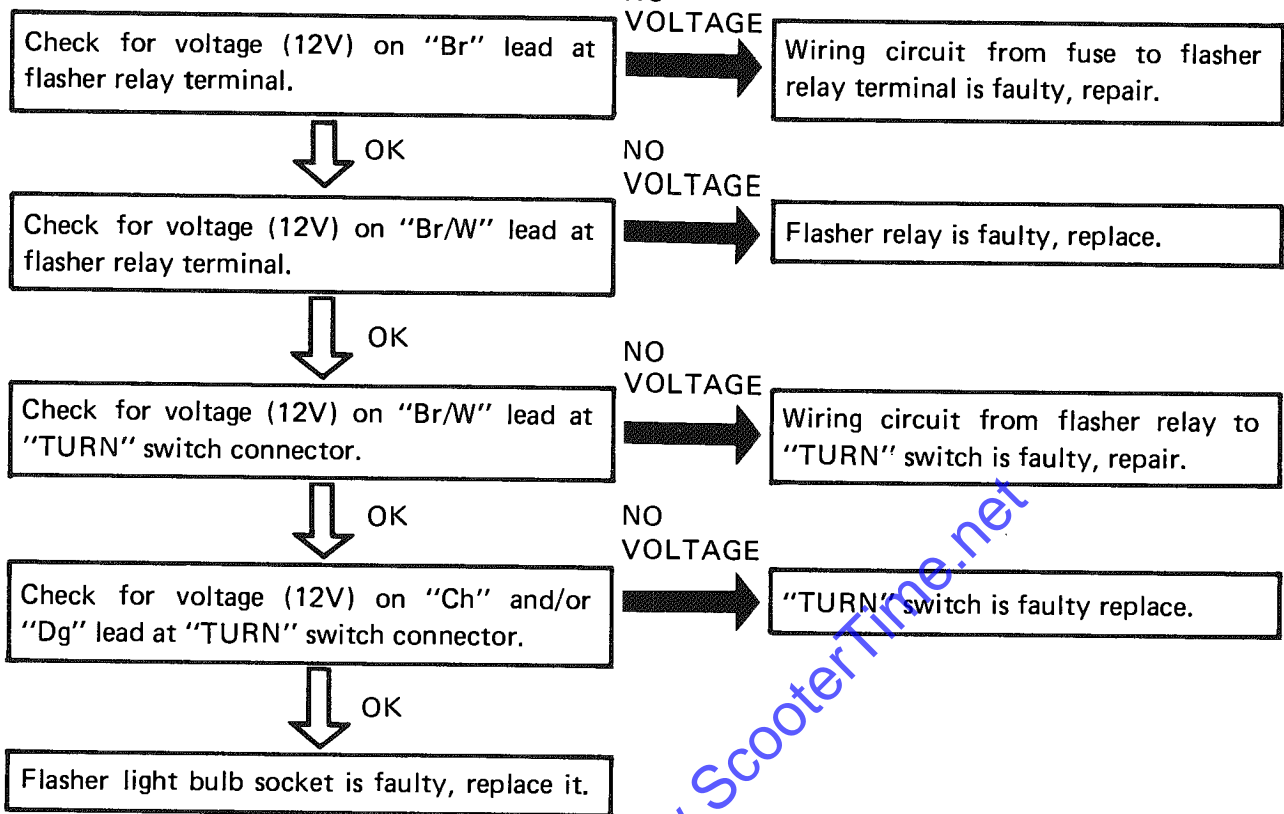 VOLTAGE
Check for voltage (12V) on "Br" lead at
flasher relay terminal.
Wiring circuit from fuse to flasher
relay terminal is faulty, repair.
OK
NO
VOLTAGE
Check for voltage (12V) on "Br/W" lead at
flasher relay terminal.
Flasher relay is faulty, replace.
OK
NO
VOLTAGE
Check for voltage (12V) on "Br/W" lead at
"TURN" switch connector.
Wiring circuit from flasher relay to
"TURN" switch is faulty, repair.
OK
NO
VOLTAGE
Check for voltage (12V) on "Ch" and/or
"Dg" lead at "TURN" switch connector.
"TURN" switch is faulty replace.
OK
Flasher light bulb socket is faulty, replace it.
ScooterTime.net